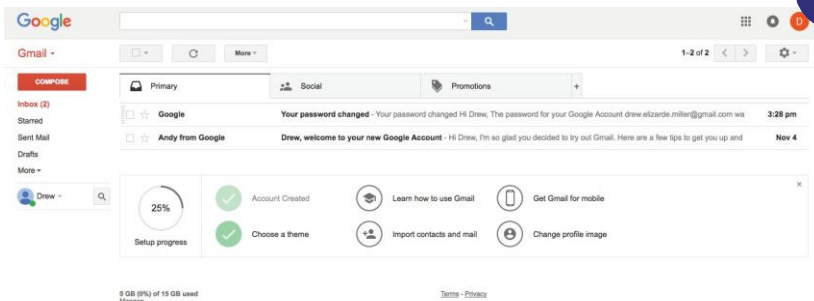 Google
D
Gmail
More
1–2 of 2
COMPOSE
Primary
Social
Promotions
+
Inbox (2)
Starred
Sent Mail
Drafts
More
Drew
Google
Your password changed - Your password changed Hi Drew, The password for your Google Account drew.elizarde.miller@gmail.com wa
3:28 pm
Andy from Google
Drew, welcome to your new Google Account - Hi Drew, I'm so glad you decided to try out Gmail. Here are a few tips to get you up and
Nov 4
25%
Setup progress
Account Created
Learn how to use Gmail
Get Gmail for mobile
Choose a theme
Import contacts and mail
Change profile image
0 GB (0%) of 15 GB used
Manage
Terms - Privacy